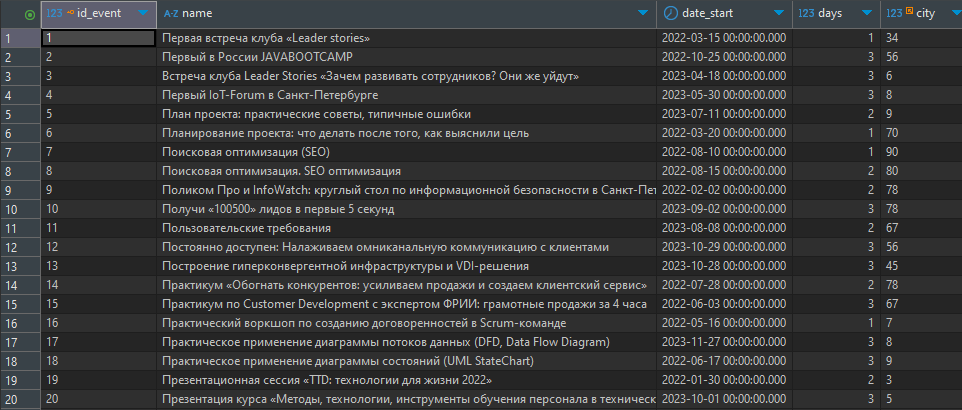 123 id_event A-Z name date_start 123 days 123 city
1 1 Первая встреча клуба «Leader stories» 2022-03-15 00:00:00.000 1 34
2 2 Первый в России JAVABOOTCAMP 2022-10-25 00:00:00.000 3 56
3 3 Встреча клуба Leader Stories «Зачем развивать сотрудников? Они же уйдут» 2023-04-18 00:00:00.000 3 6
4 4 Первый IoT-Forum в Санкт-Петербурге 2023-05-30 00:00:00.000 3 8
5 5 План проекта: практические советы, типичные ошибки 2023-07-11 00:00:00.000 2 9
6 6 Планирование проекта: что делать после того, как выяснили цель 2022-03-20 00:00:00.000 1 70
7 7 Поисковая оптимизация (SEO) 2022-08-10 00:00:00.000 1 90
8 8 Поисковая оптимизация. SEO оптимизация 2022-08-15 00:00:00.000 2 80
9 9 Поликом Про и InfoWatch: круглый стол по информационной безопасности в Санкт-Пет 2022-02-02 00:00:00.000 2 78
10 10 Получи «100500» лидов в первые 5 секунд 2023-09-02 00:00:00.000 3 78
11 11 Пользовательские требования 2023-08-08 00:00:00.000 2 67
12 12 Постоянно доступен: Налаживаем омниканальную коммуникацию с клиентами 2023-10-29 00:00:00.000 3 56
13 13 Построение гиперконвергентной инфраструктуры и VDI-решения 2023-10-28 00:00:00.000 3 45
14 14 Практикум «Обогнать конкурентов: усиливаем продажи и создаем клиентский сервис» 2022-07-28 00:00:00.000 2 78
15 15 Практикум по Customer Development с экспертом ФРИИ: грамотные продажи за 4 часа 2022-06-03 00:00:00.000 3 67
16 16 Практический воркшоп по созданию договоренностей в Scrum-команде 2022-05-16 00:00:00.000 1 7
17 17 Практическое применение диаграммы потоков данных (DFD, Data Flow Diagram) 2023-11-27 00:00:00.000 3 8
18 18 Практическое применение диаграммы состояний (UML StateChart) 2022-06-17 00:00:00.000 3 9
19 19 Презентационная сессия «TTD: технологии для жизни 2022» 2022-01-30 00:00:00.000 2 3
20 20 Презентация курса «Методы, технологии, инструменты обучения персонала в техническ 2023-10-01 00:00:00.000 3 5